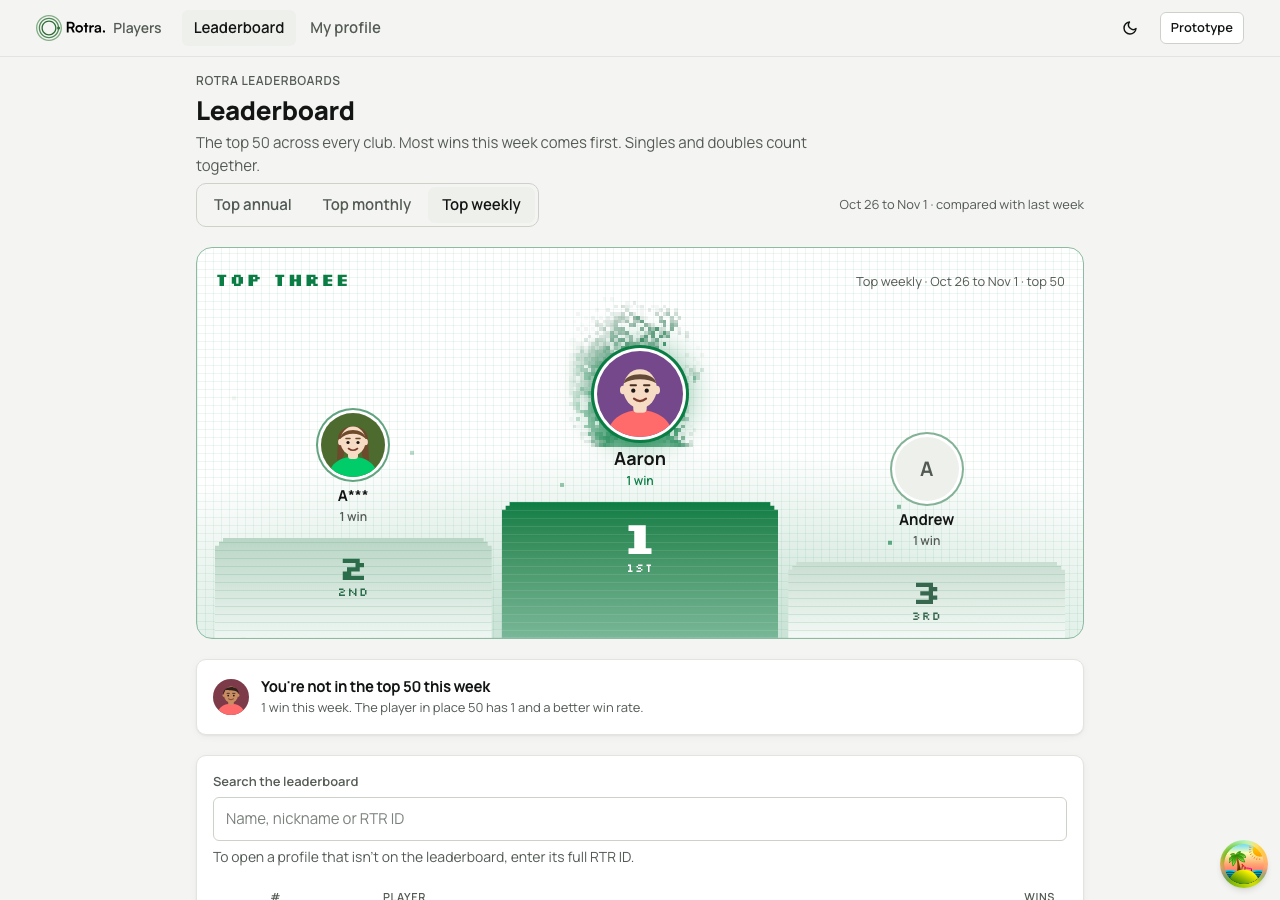 Rotra. Players Leaderboard My profile Prototype
ROTRA LEADERBOARDS
Leaderboard
The top 50 across every club. Most wins this week comes first. Singles and doubles count
together.
Top annual Top monthly Top weekly
Oct 26 to Nov 1 · compared with last week
TOP THREE
Top weekly · Oct 26 to Nov 1 · top 50
Aaron
1 win
A***
1 win
A
Andrew
1 win
1
1ST
2
2ND
3
3RD
You're not in the top 50 this week
1 win this week. The player in place 50 has 1 and a better win rate.
Search the leaderboard
Name, nickname or RTR ID
To open a profile that isn't on the leaderboard, enter its full RTR ID.
# PLAYER WINS